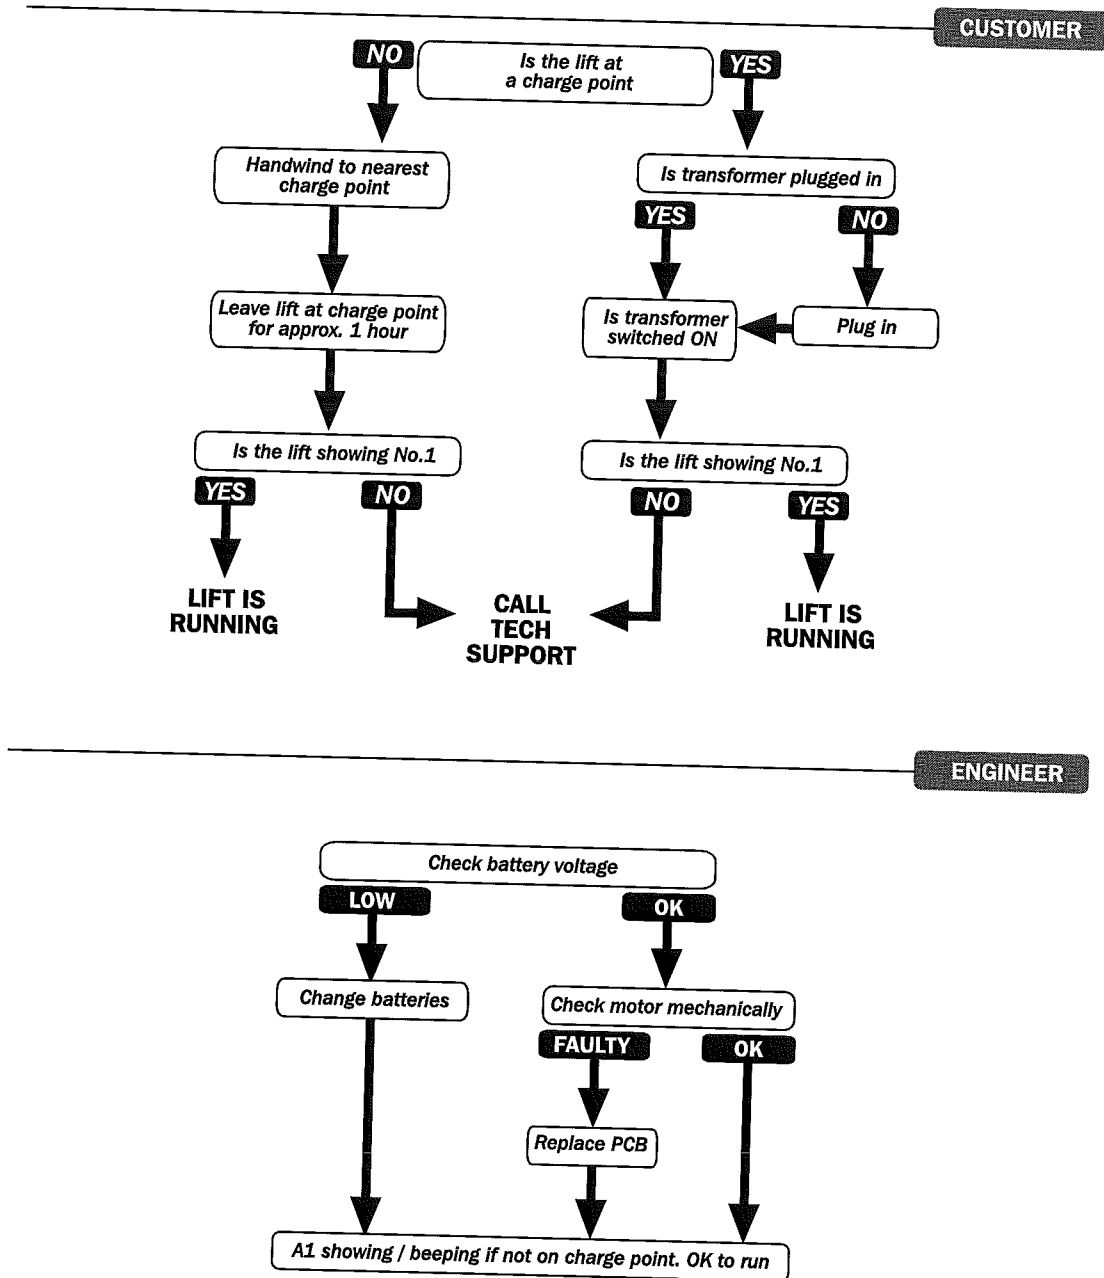 CUSTOMER
NO
Is the lift at
a charge point
YES
Handwind to nearest
charge point
Is transformer plugged in
YES
NO
Leave lift at charge point
for approx. 1 hour
Is transformer
switched ON
Plug in
Is the lift showing No.1
Is the lift showing No.1
YES
NO
NO
YES
LIFT IS
RUNNING
CALL
TECH
SUPPORT
LIFT IS
RUNNING
ENGINEER
Check battery voltage
LOW
OK
Change batteries
Check motor mechanically
FAULTY
OK
Replace PCB
A1 showing / beeping if not on charge point. OK to run